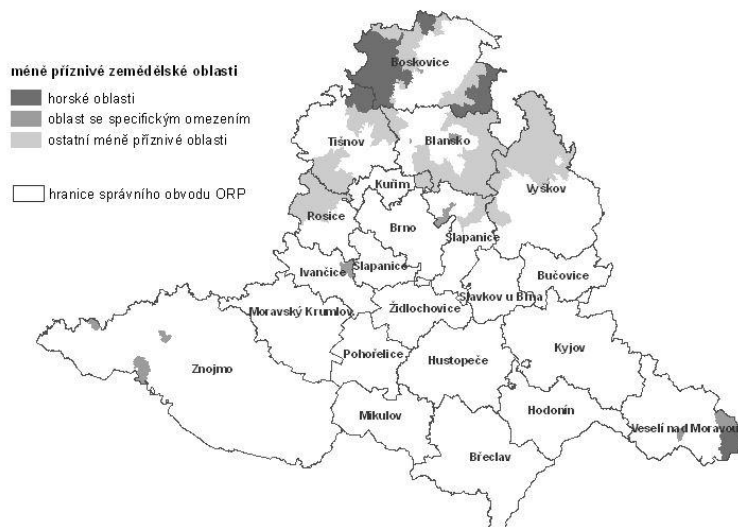 méně příznivé zemědělské oblasti
horské oblasti
oblast se specifickým omezením
ostatní méně příznivé oblasti
hranice správního obvodu ORP
Boskovice
Tišnov
Blansko
Kuřim
Vyškov
Rosice
Brno
Šlapanice
Ivančice
Šlapanice
Bučovice
Moravský Krumlov
Židlochovice
Slavkov u Brna
Znojmo
Pohořelice
Hustopeče
Kyjov
Mikulov
Hodonín
Veselí nad Moravou
Břeclav